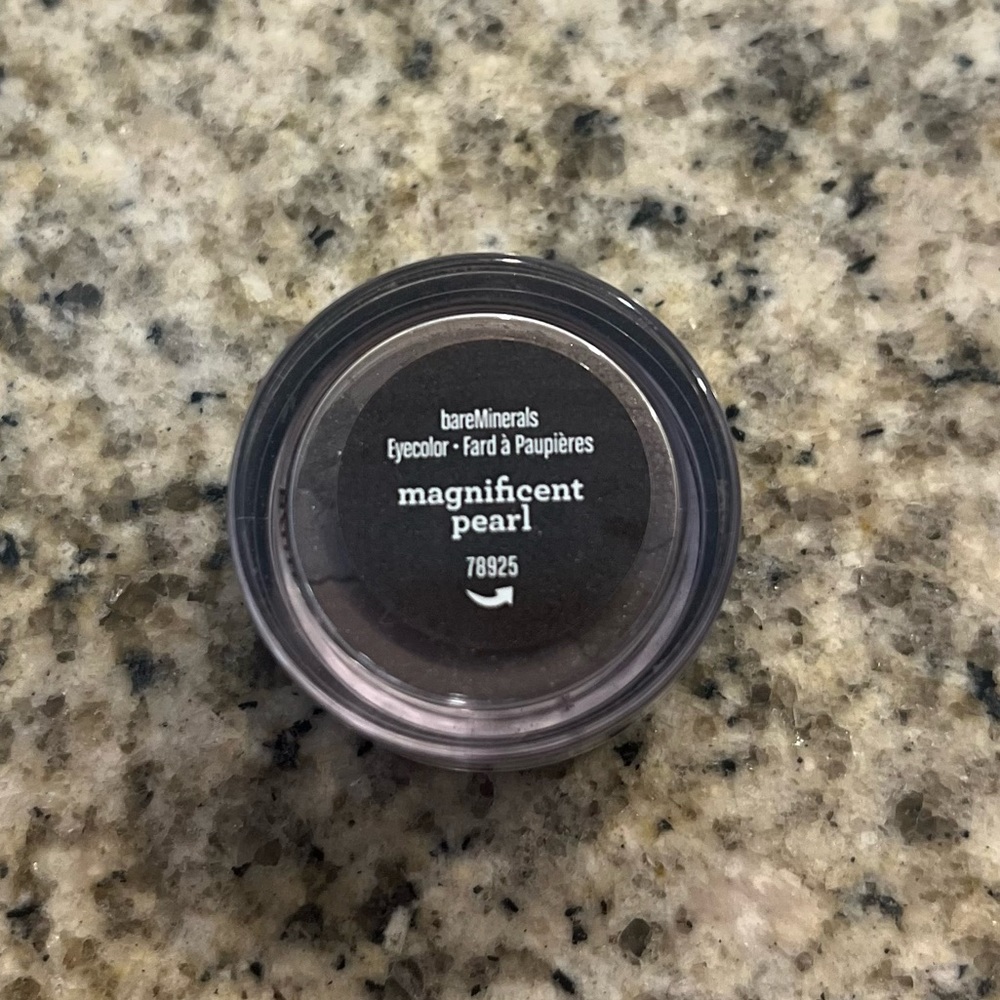 bareMinerals
Eyecolor • Fard à Paupières
magnificent
pearl
78925